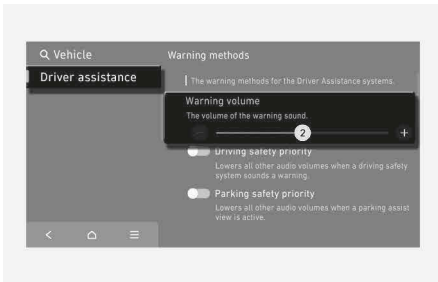 Vehicle
Driver assistance
Warning methods
The warning methods for the Driver Assistance systems.
Warning volume
The volume of the warning sound.
2
Driving safety priority
Lowers all other audio volumes when a driving safety
system sounds a warning.
Parking safety priority
Lowers all other audio volumes when a parking assist
view is active.